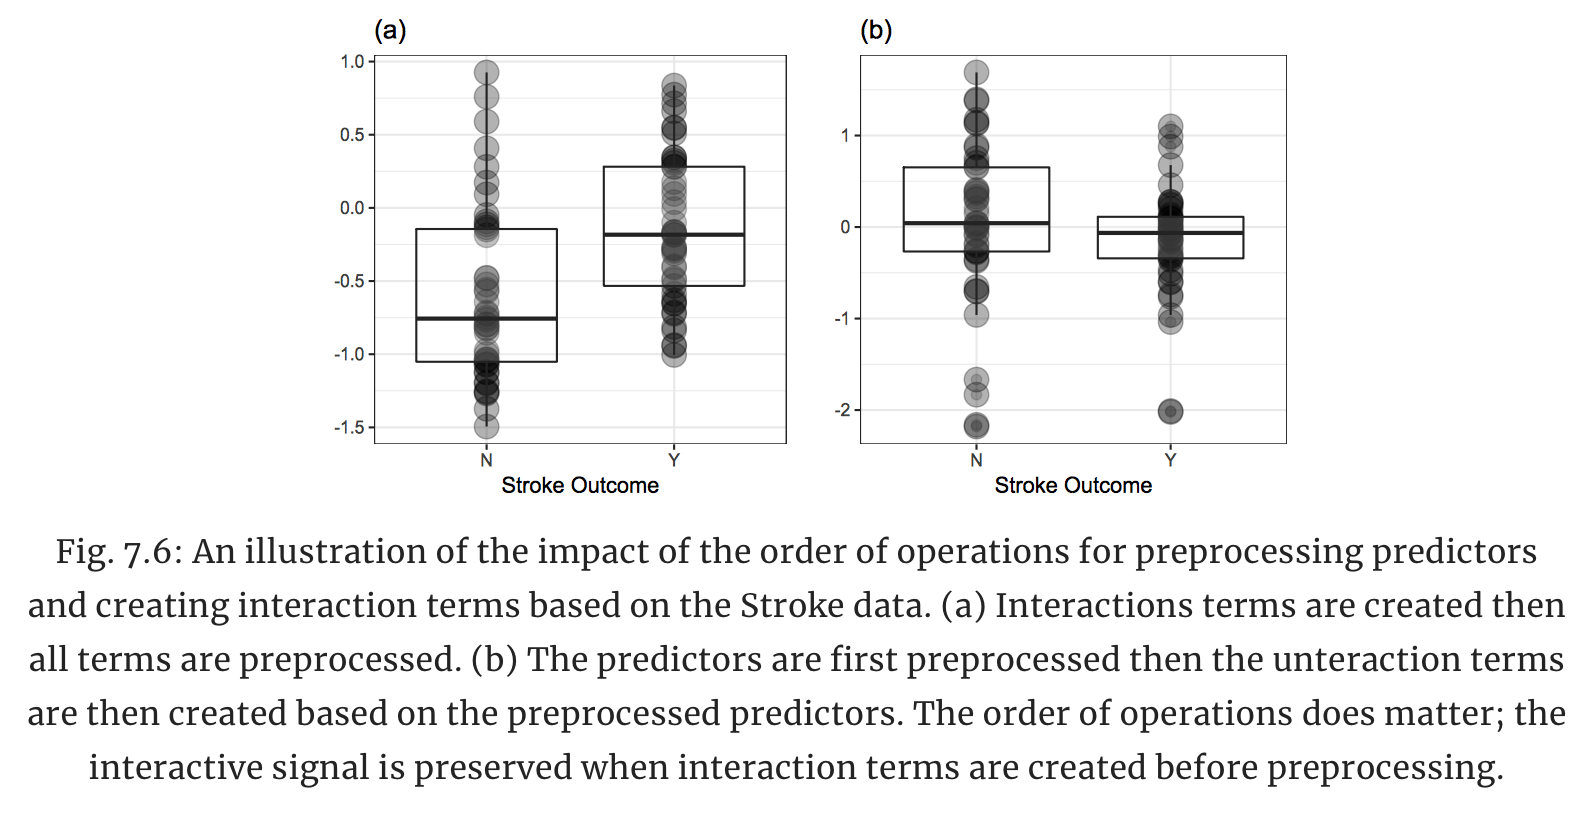 (a)
1.0
0.5
0.0
-0.5
-1.0
-1.5
N
Y
Stroke Outcome
(b)
1
0
-1
-2
N
Y
Stroke Outcome
Fig. 7.6: An illustration of the impact of the order of operations for preprocessing predictors
and creating interaction terms based on the Stroke data. (a) Interactions terms are created then
all terms are preprocessed. (b) The predictors are first preprocessed then the unteraction terms
are then created based on the preprocessed predictors. The order of operations does matter; the
interactive signal is preserved when interaction terms are created before preprocessing.